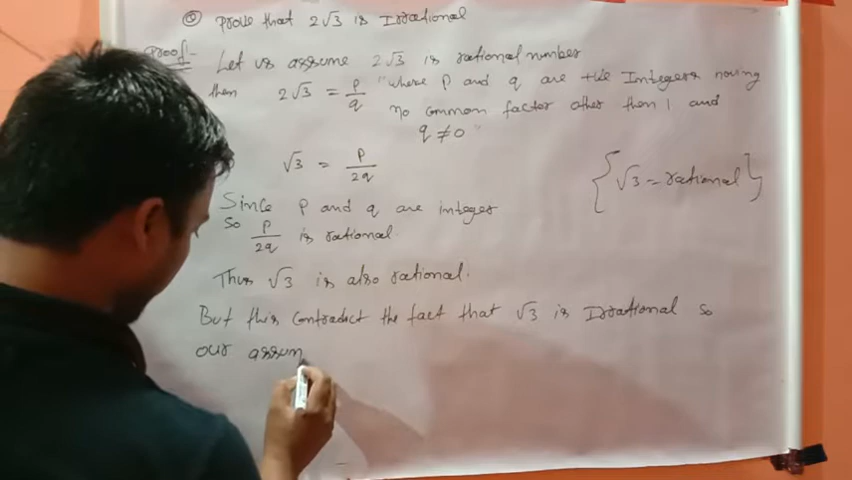 Q Prove that 2√3 is Irrational
Proof:- Let us assume 2√3 is rational number
then 2√3 = p/q "where p and q are +ive Integers having
no common factor other then 1 and
q ≠ 0"
√3 = p/2q
{√3 = rational}
Since p and q are integer
So p/2q is rational.
Thus √3 is also rational.
But this contradict the fact that √3 is Irrational so
our assum